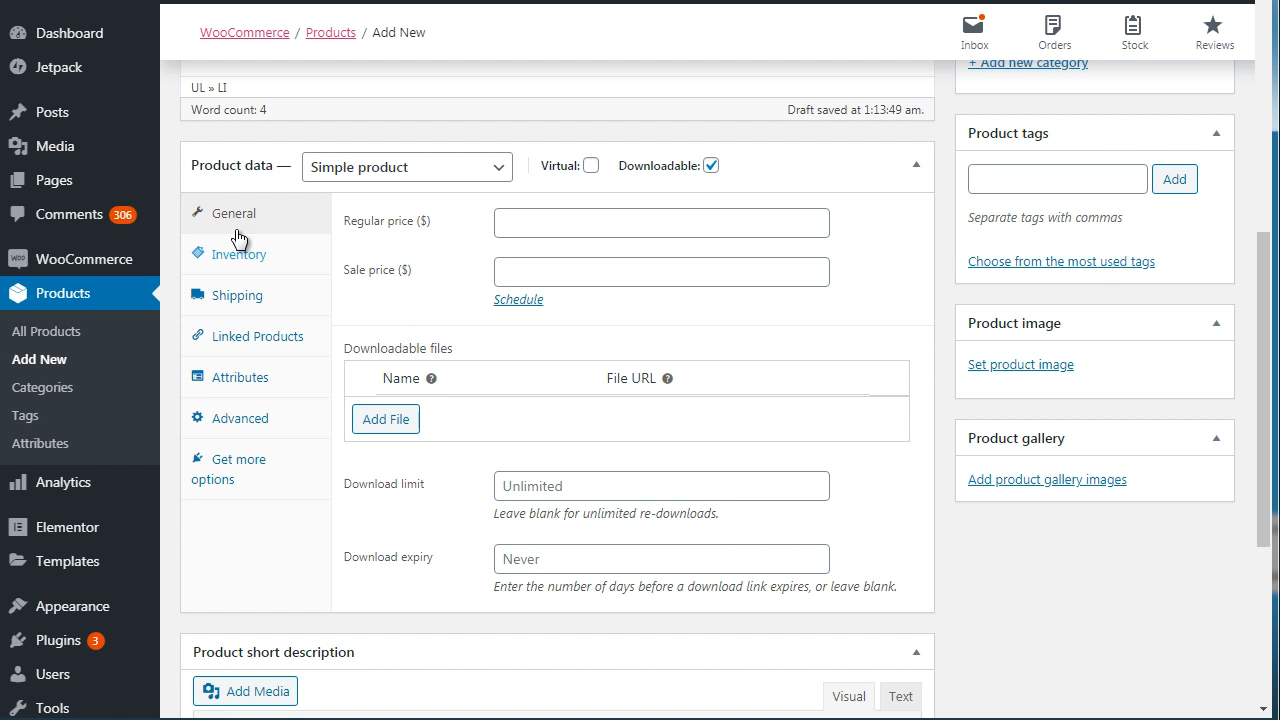 Dashboard
Jetpack
Posts
Media
Pages
Comments 306
WooCommerce
Products
All Products
Add New
Categories
Tags
Attributes
Analytics
Elementor
Templates
Appearance
Plugins 3
Users
Tools
WooCommerce / Products / Add New
Inbox
Orders
Stock
Reviews
UL » LI
Word count: 4
Draft saved at 1:13:49 am.
Product data —
Simple product
Virtual:
Downloadable:
General
Inventory
Shipping
Linked Products
Attributes
Advanced
Get more
options
Regular price ($)
Sale price ($)
Schedule
Downloadable files
Name
File URL
Add File
Download limit
Unlimited
Leave blank for unlimited re-downloads.
Download expiry
Never
Enter the number of days before a download link expires, or leave blank.
Product short description
Add Media
Visual
Text
+ Add new category
Product tags
Add
Separate tags with commas
Choose from the most used tags
Product image
Set product image
Product gallery
Add product gallery images